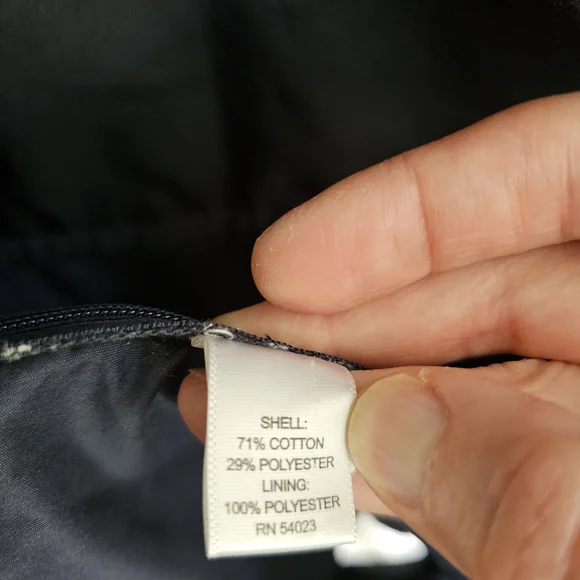 SHELL:
71% COTTON
29% POLYESTER
LINING:
100% POLYESTER
RN 54023